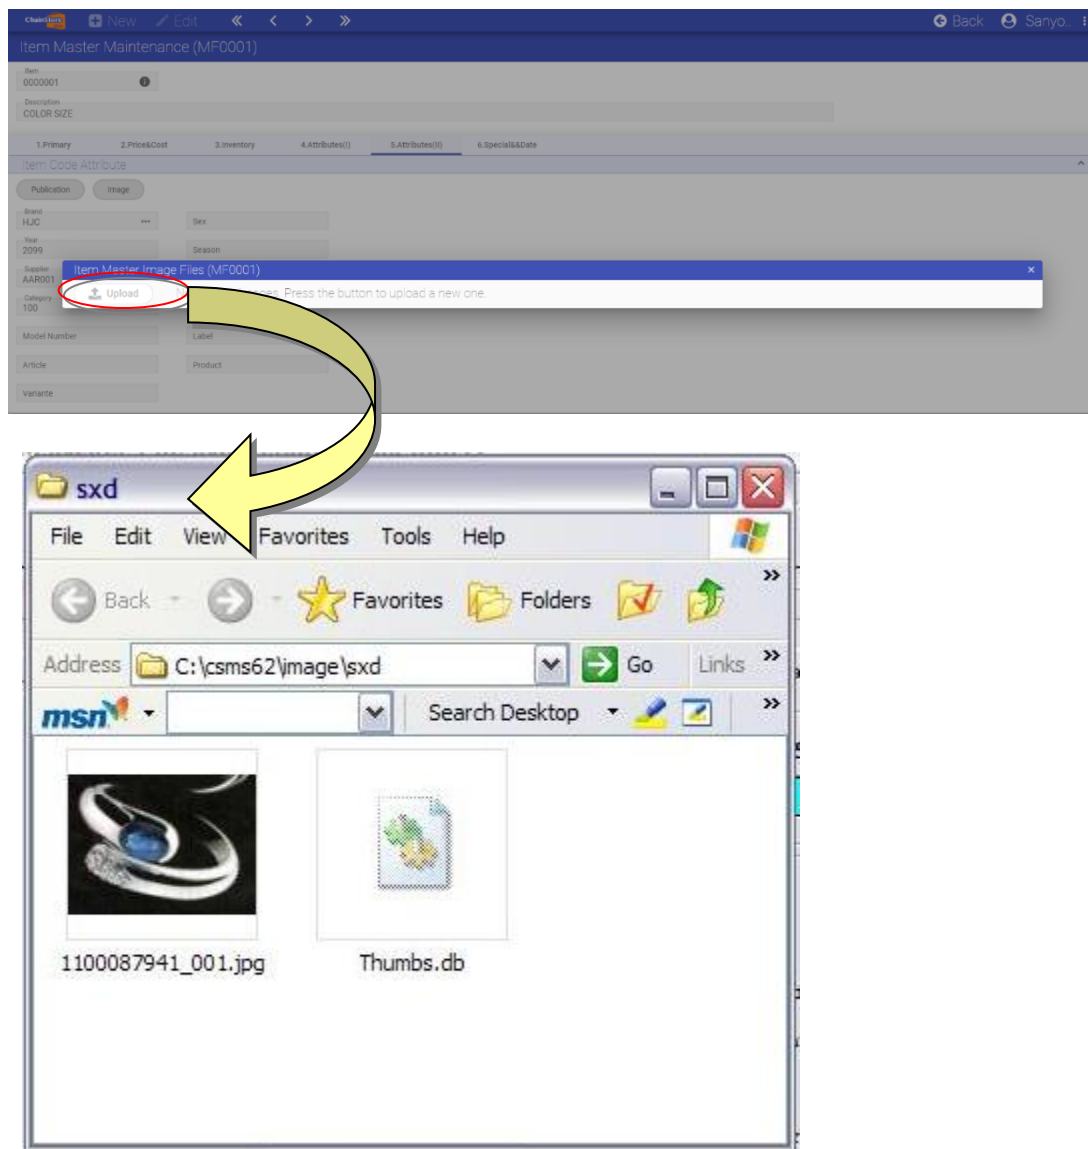 ChainStore New Edit Back Sanyo...
Item Master Maintenance (MF0001)
Item
0000001
Description
COLOR SIZE
1.Primary 2.Price&Cost 3.Inventory 4.Attributes(I) 5.Attributes(II) 6.Special&&Date
Item Code Attribute
Publication Image
Brand
HJC Sex
Year
2099 Season
Supplier
AAR001
Item Master Image Files (MF0001)
Upload Press the button to upload a new one.
Category
100
Model Number Label
Article Product
Variante
sxd
File Edit View Favorites Tools Help
Back Favorites Folders
Address C:\csms62\image\sxd Go Links
msn Search Desktop
1100087941_001.jpg Thumbs.db